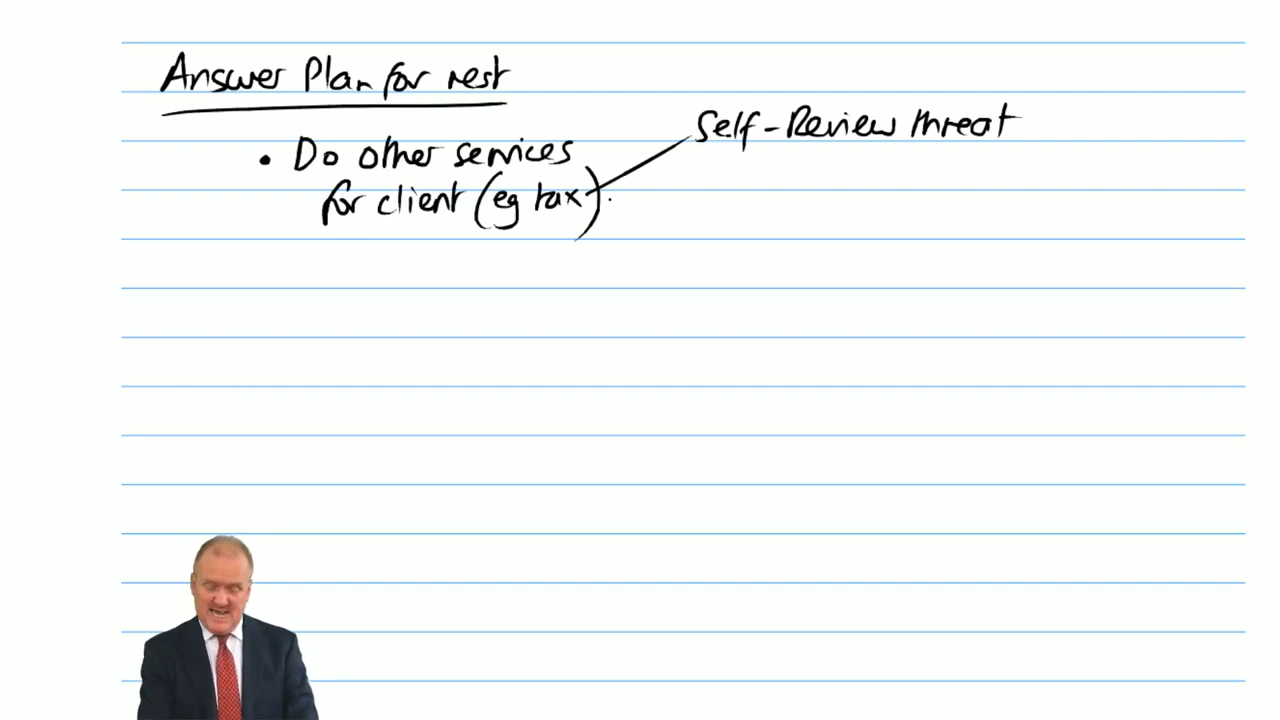 Answer Plan for rest
Self-Review threat
• Do other services
for client (eg tax)